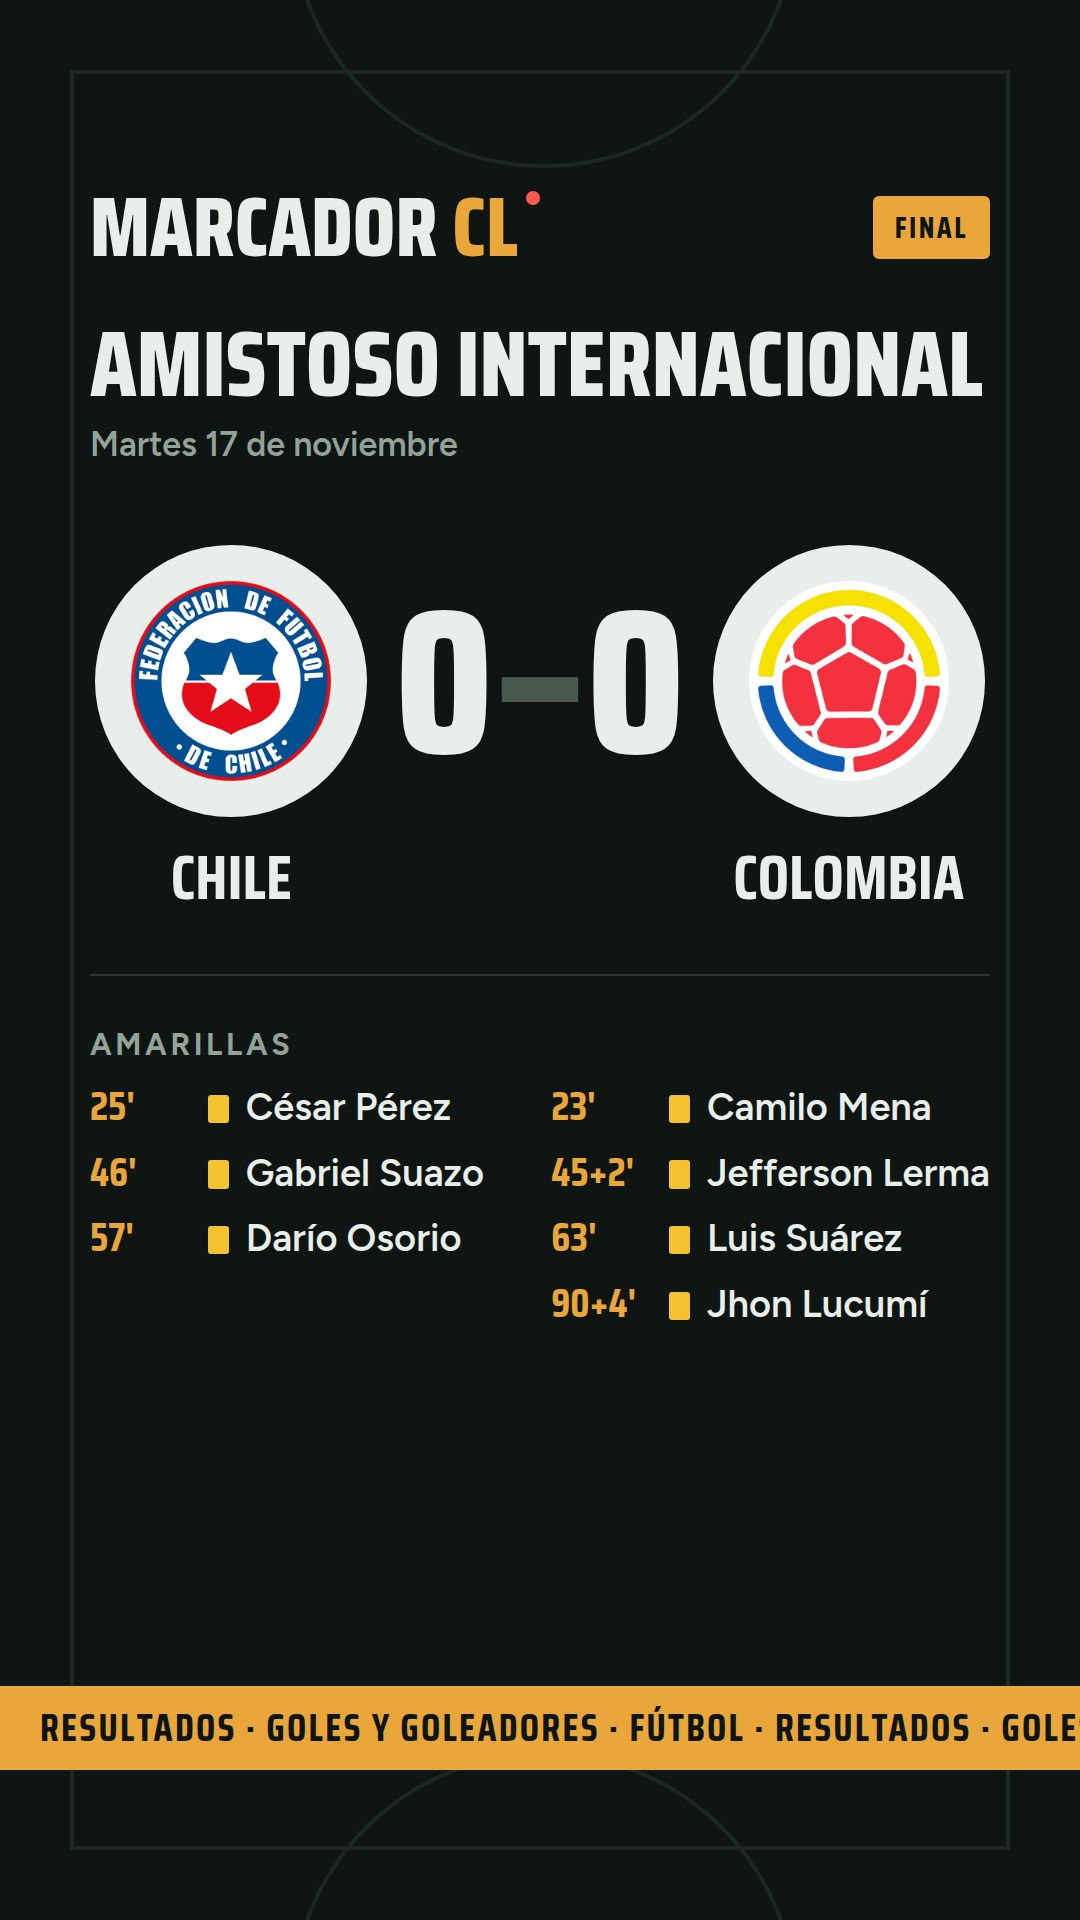 MARCADOR CL
FINAL
AMISTOSO INTERNACIONAL
Martes 17 de noviembre
FEDERACION DE FUTBOL
· DE CHILE ·
0–0
CHILE
COLOMBIA
AMARILLAS
25' César Pérez
46' Gabriel Suazo
57' Darío Osorio
23' Camilo Mena
45+2' Jefferson Lerma
63' Luis Suárez
90+4' Jhon Lucumí
RESULTADOS · GOLES Y GOLEADORES · FÚTBOL · RESULTADOS · GOLES